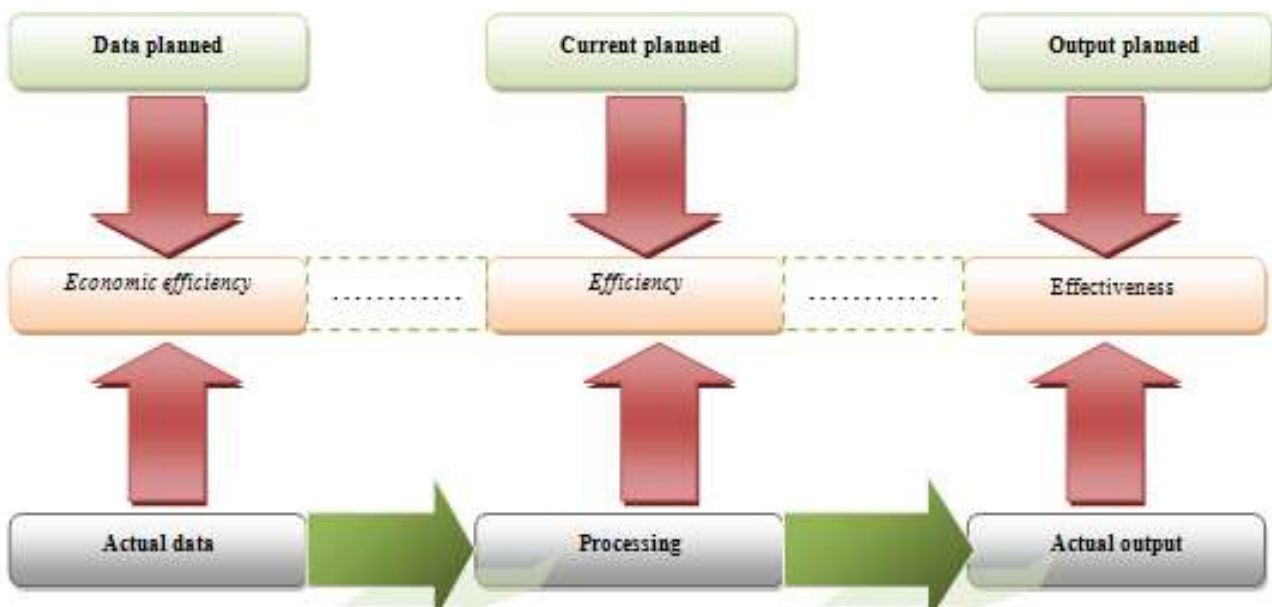 Data planned
Current planned
Output planned
Economic efficiency
............
Efficiency
............
Effectiveness
Actual data
Processing
Actual output